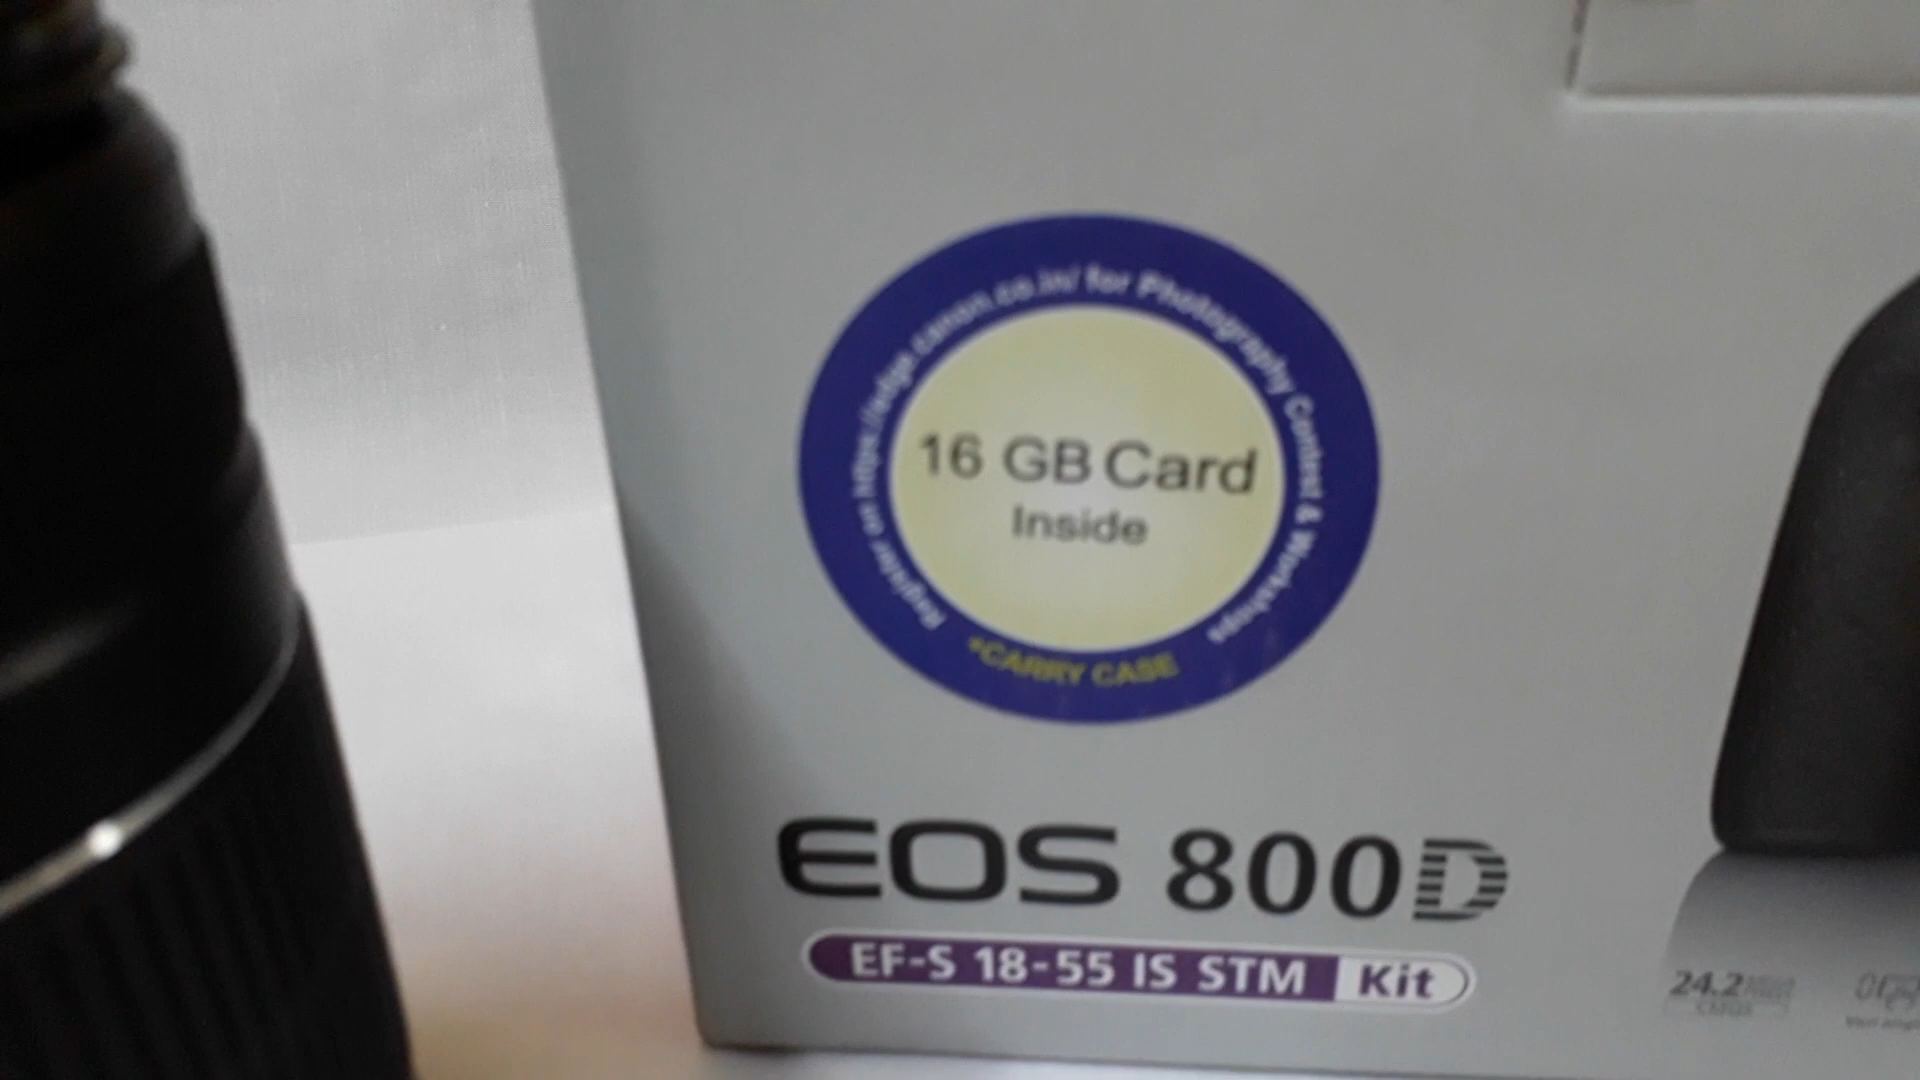 Register on https://edge.canon.co.in/ for Photography Contest & Workshops
16 GB Card
Inside
+CARRY CASE
EOS 800D
EF-S 18-55 IS STM Kit
24.2
CMOS